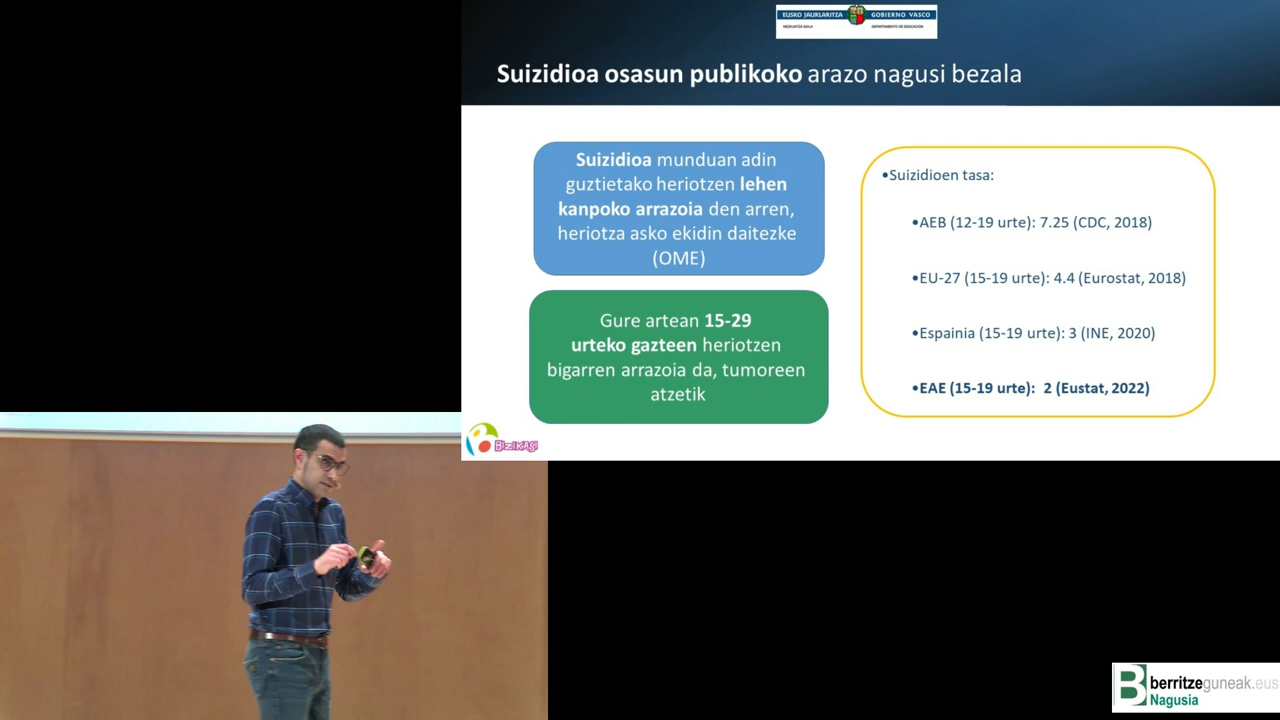 EUSKO JAURLARITZA
GOBIERNO VASCO
HEZKUNTZA SAILA
DEPARTAMENTO DE EDUCACIÓN
Suizidioa osasun publikoko arazo nagusi bezala
Suizidioa munduan adin
guztietako heriotzen lehen
kanpoko arrazoia den arren,
heriotza asko ekidin daitezke
(OME)
Gure artean 15-29
urteko gazteen heriotzen
bigarren arrazoia da, tumoreen
atzetik
•Suizidioen tasa:
•AEB (12-19 urte): 7.25 (CDC, 2018)
•EU-27 (15-19 urte): 4.4 (Eurostat, 2018)
•Espainia (15-19 urte): 3 (INE, 2020)
•EAE (15-19 urte): 2 (Eustat, 2022)
BIZIKASI
berritzeguneak.eus
Nagusia